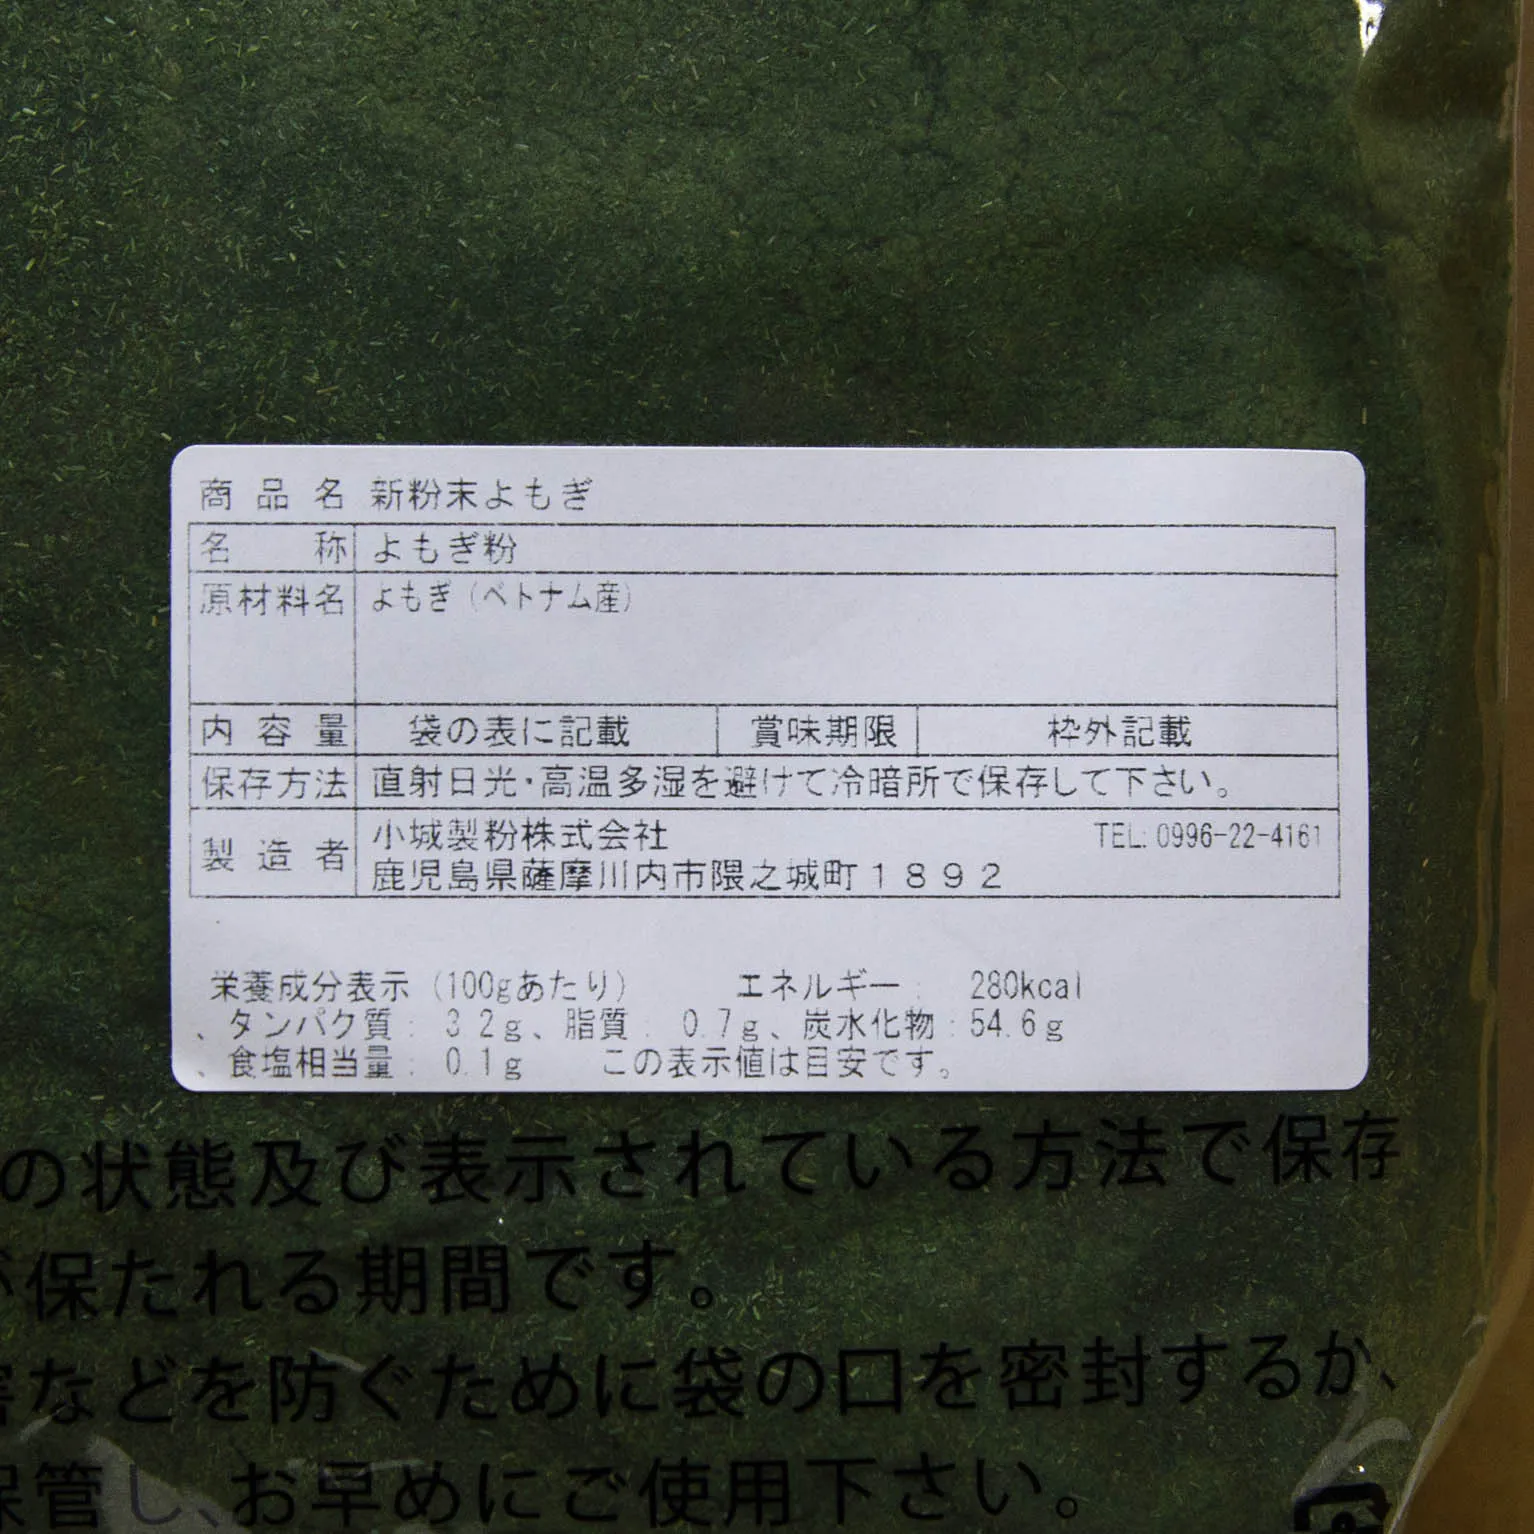 商品名 新粉末よもぎ
名称 よもぎ粉
原材料名 よもぎ（ベトナム産）
内容量 袋の表に記載 賞味期限 枠外記載
保存方法 直射日光・高温多湿を避けて冷暗所で保存して下さい。
製造者 小城製粉株式会社 TEL:0996-22-4161
鹿児島県薩摩川内市隈之城町１８９２
栄養成分表示（100gあたり） エネルギー： 280kcal
、タンパク質： 32g、脂質： 0.7g、炭水化物：54.6g
、食塩相当量： 0.1g この表示値は目安です。
の状態及び表示されている方法で保存
が保たれる期間です。
害などを防ぐために袋の口を密封するか、
保管し、お早めにご使用下さい。